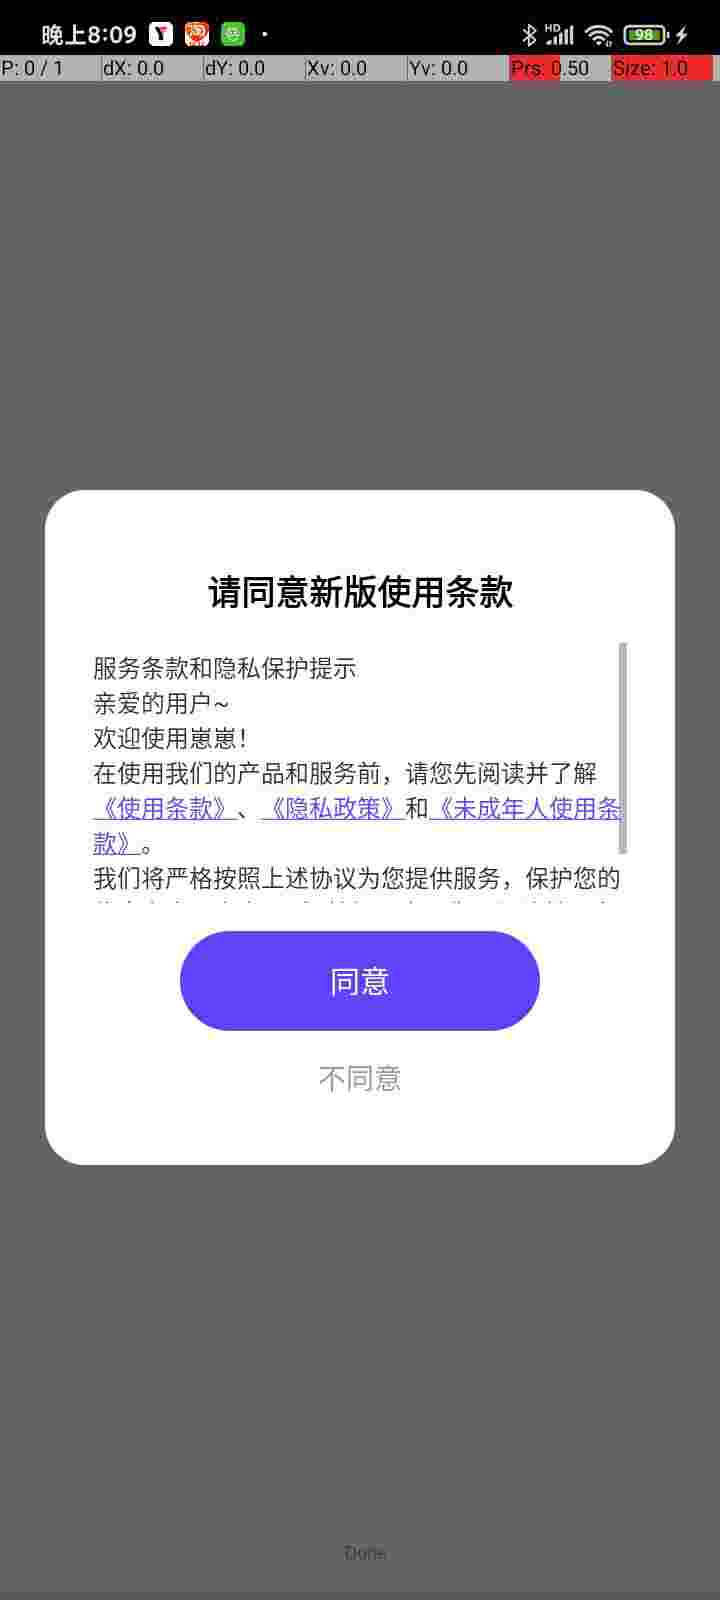 晚上8:09
HD
98
P: 0 / 1 dX: 0.0 dY: 0.0 Xv: 0.0 Yv: 0.0 Prs: 0.50 Size: 1.0
请同意新版使用条款
服务条款和隐私保护提示
亲爱的用户~
欢迎使用崽崽！
在使用我们的产品和服务前，请您先阅读并了解
《使用条款》、《隐私政策》和《未成年人使用条
款》。
我们将严格按照上述协议为您提供服务，保护您的
同意
不同意
Done